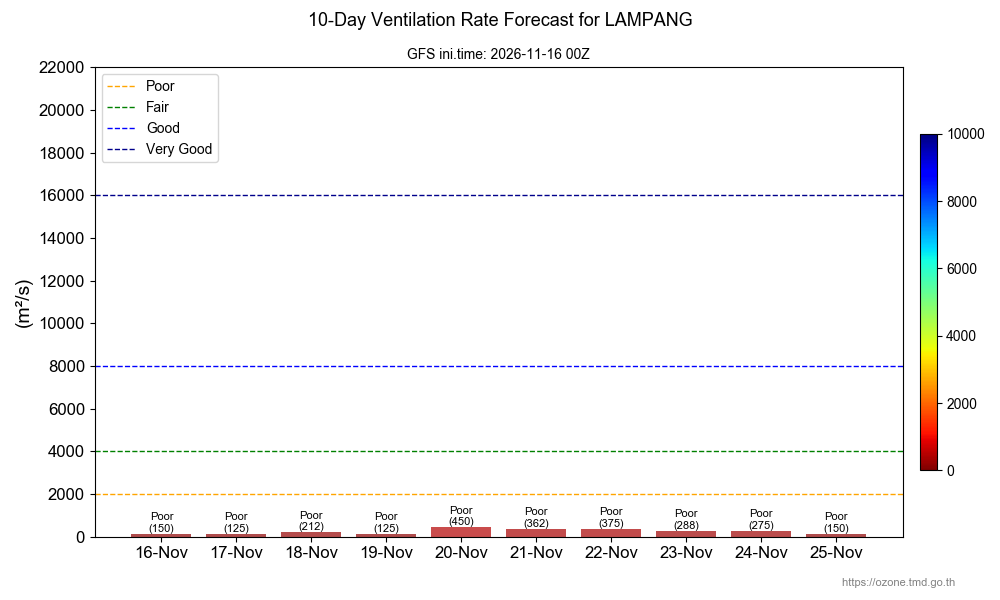 10-Day Ventilation Rate Forecast for LAMPANG
GFS ini.time: 2026-11-16 00Z
(m²/s)
22000
20000
18000
16000
14000
12000
10000
8000
6000
4000
2000
0
Poor
Fair
Good
Very Good
Poor
(150)
Poor
(125)
Poor
(212)
Poor
(125)
Poor
(450)
Poor
(362)
Poor
(375)
Poor
(288)
Poor
(275)
Poor
(150)
16-Nov 17-Nov 18-Nov 19-Nov 20-Nov 21-Nov 22-Nov 23-Nov 24-Nov 25-Nov
10000
8000
6000
4000
2000
0
https://ozone.tmd.go.th